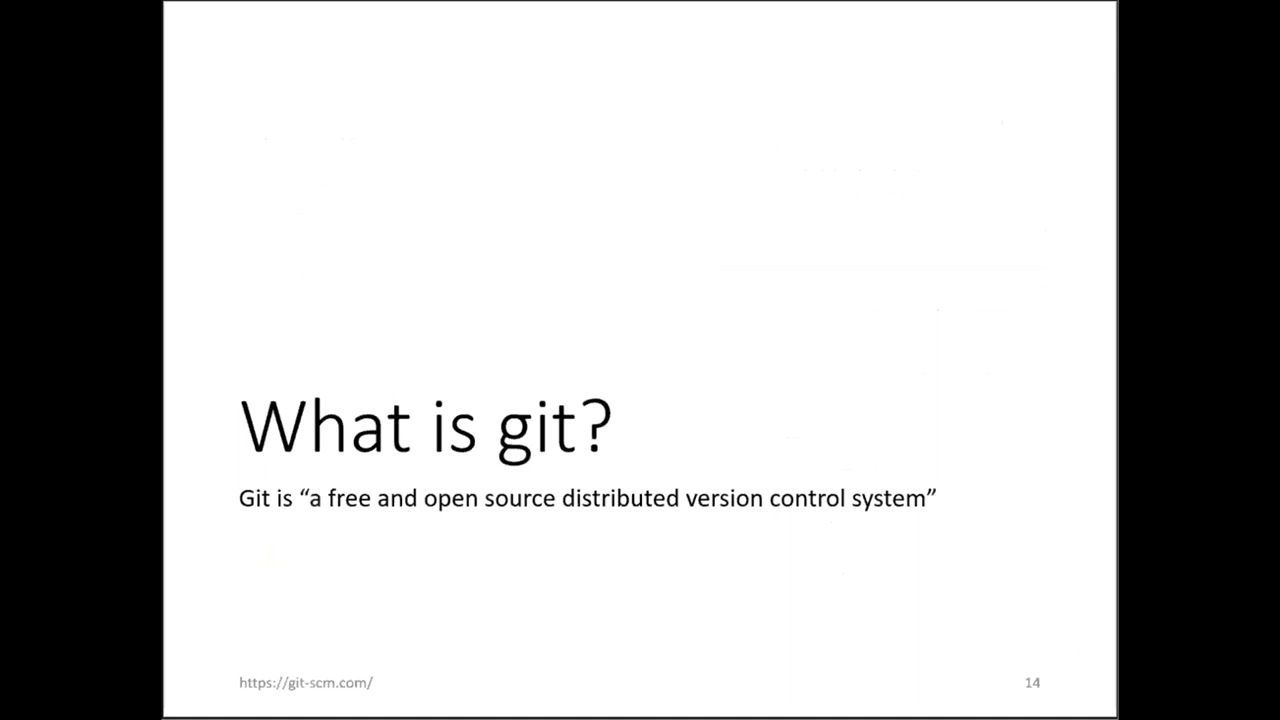 What is git?
Git is “a free and open source distributed version control system”
https://git-scm.com/
14